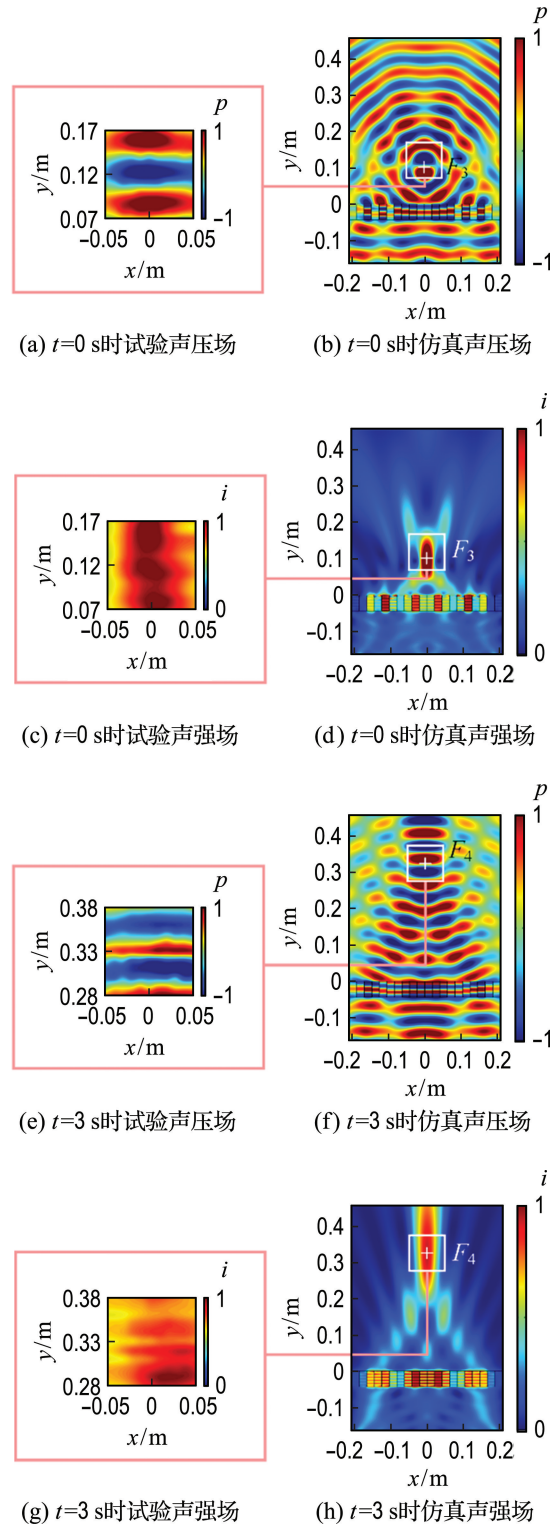 p
1
-1
0.17
0.12
0.07
y/m
-0.05 0 0.05
x/m
(a) t=0 s时试验声压场
p
1
-1
0.4
0.3
0.2
0.1
0
-0.1
y/m
F₃
-0.2 -0.1 0 0.1 0.2
x/m
(b) t=0 s时仿真声压场
i
1
0
0.17
0.12
0.07
y/m
-0.05 0 0.05
x/m
(c) t=0 s时试验声强场
i
1
0
0.4
0.3
0.2
0.1
0
-0.1
y/m
F₃
-0.2 -0.1 0 0.1 0.2
x/m
(d) t=0 s时仿真声强场
p
1
-1
0.38
0.33
0.28
y/m
-0.05 0 0.05
x/m
(e) t=3 s时试验声压场
p
1
-1
0.4
0.3
0.2
0.1
0
-0.1
y/m
F₄
-0.2 -0.1 0 0.1 0.2
x/m
(f) t=3 s时仿真声压场
i
1
0
0.38
0.33
0.28
y/m
-0.05 0 0.05
x/m
(g) t=3 s时试验声强场
i
1
0
0.4
0.3
0.2
0.1
0
-0.1
y/m
F₄
-0.2 -0.1 0 0.1 0.2
x/m
(h) t=3 s时仿真声强场